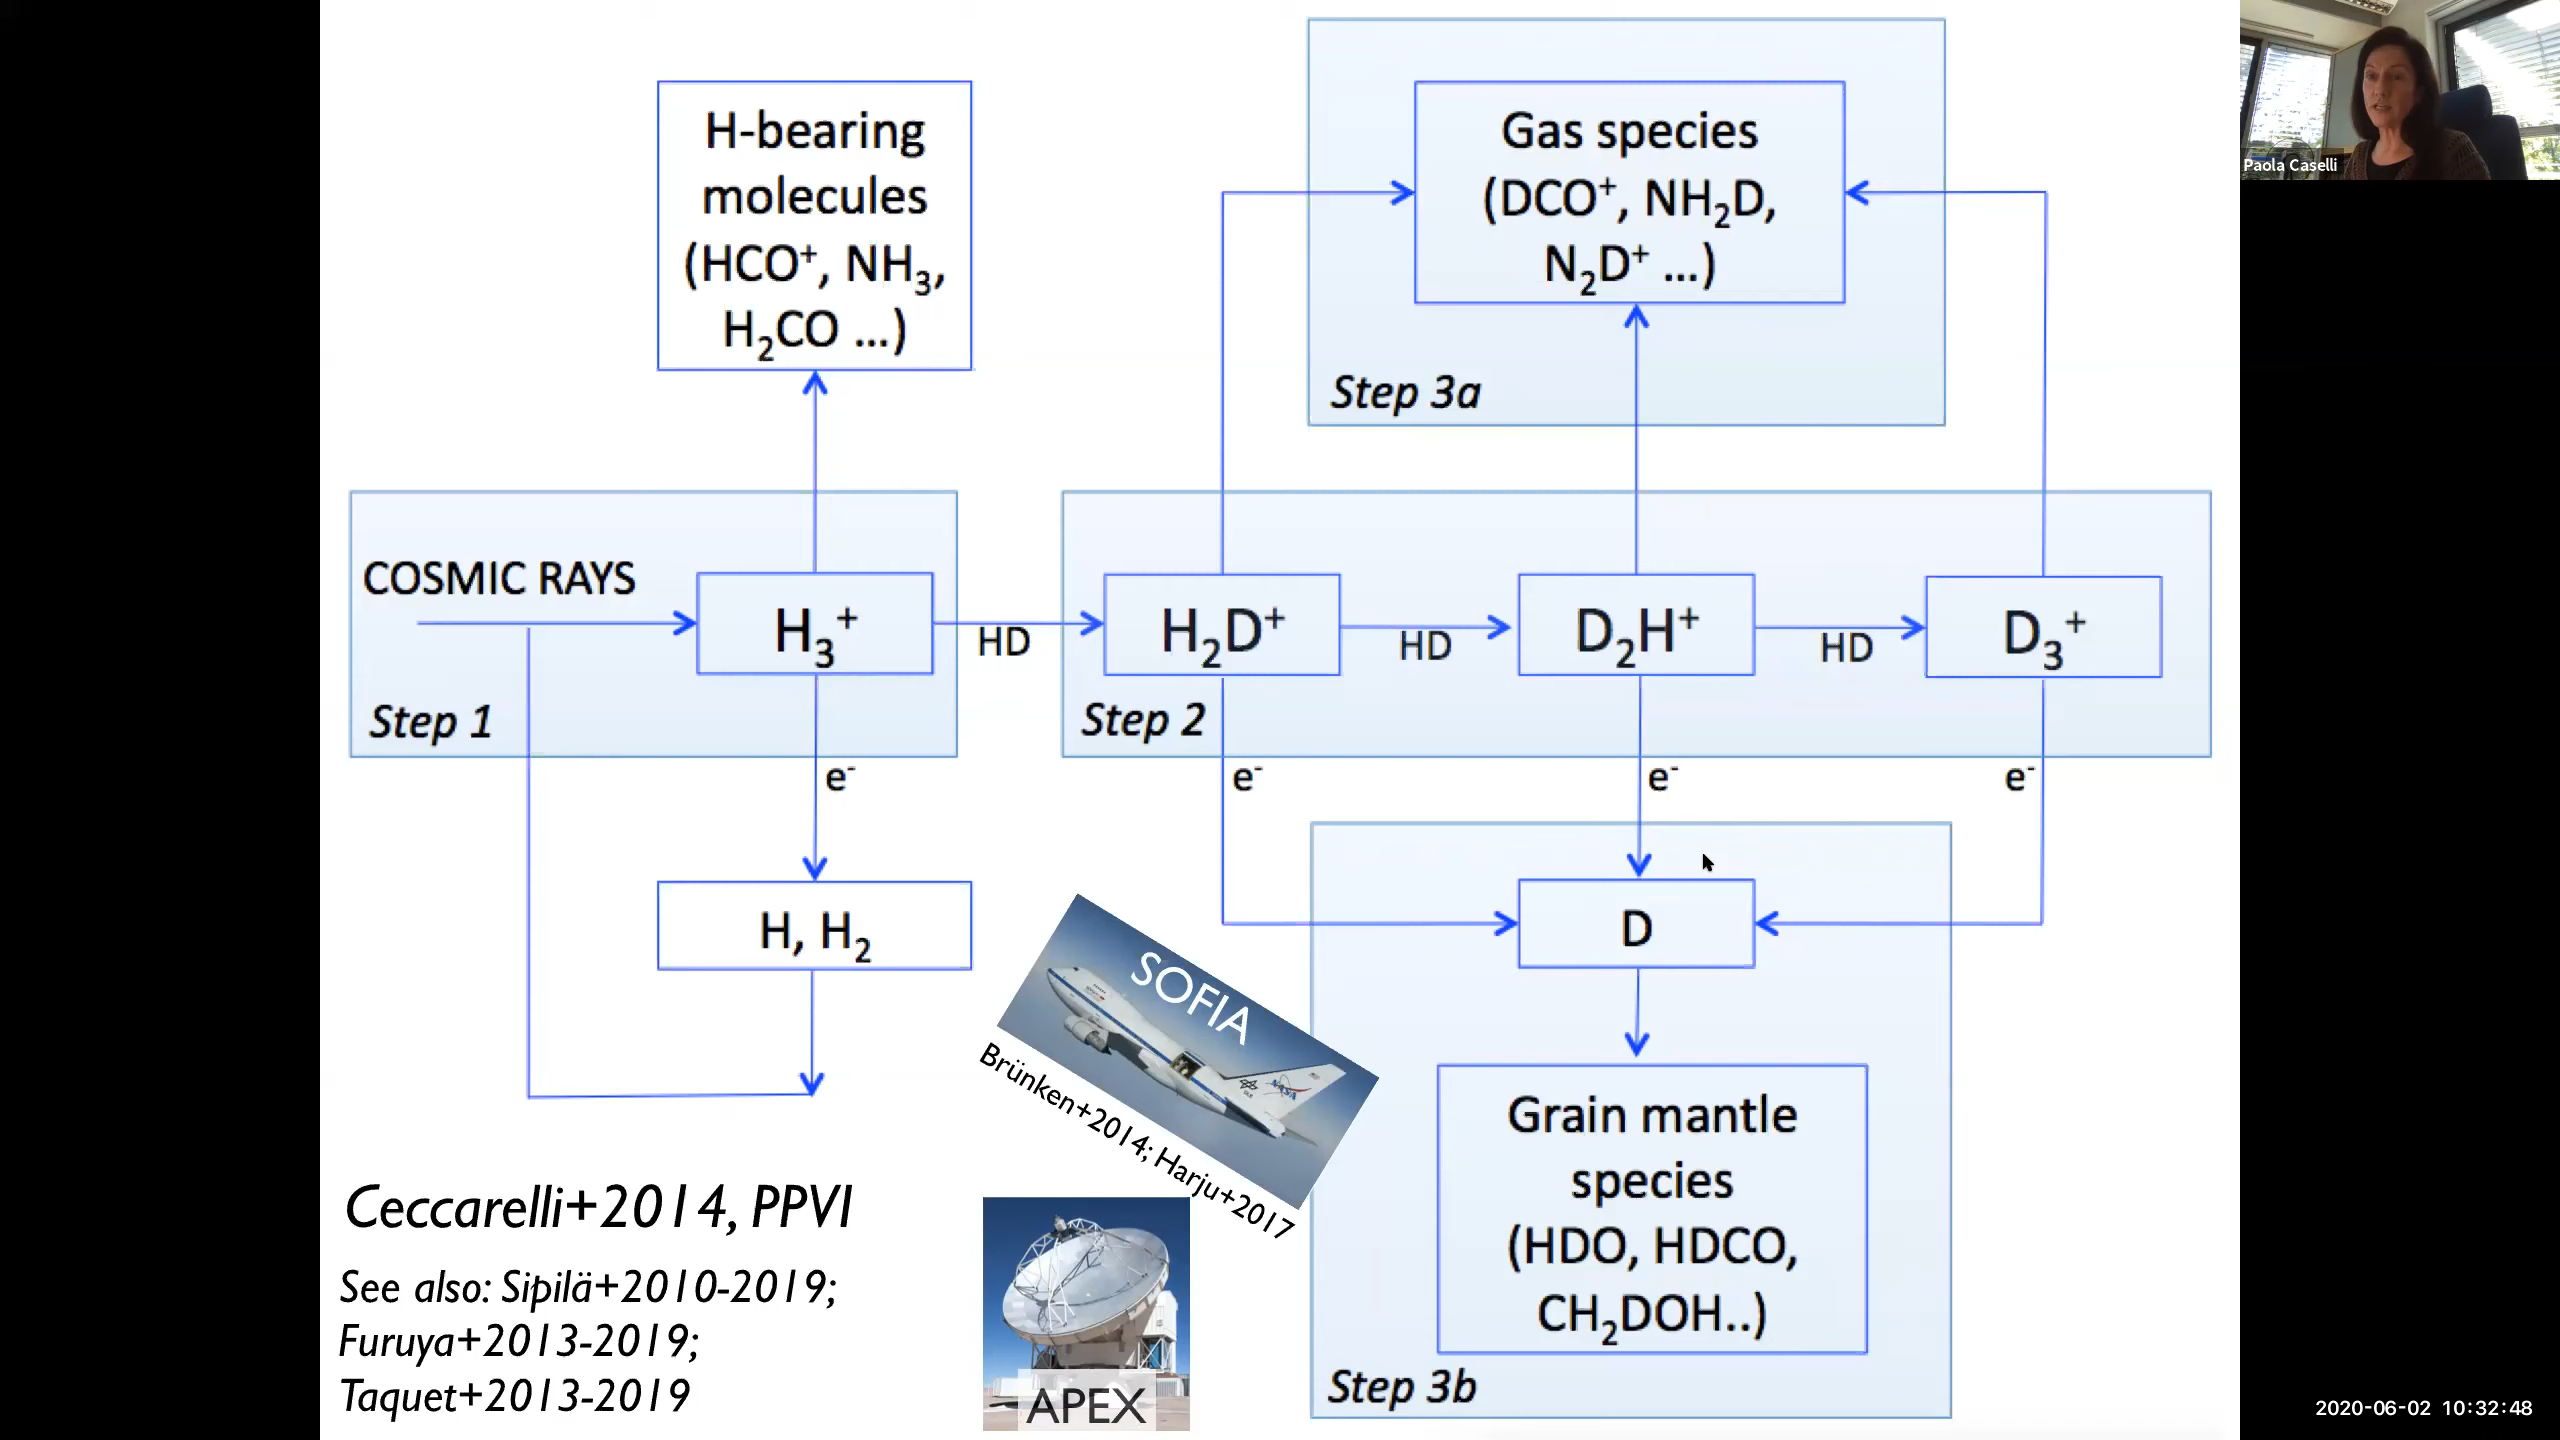 H-bearing
molecules
(HCO⁺, NH₃,
H₂CO ...)
Gas species
(DCO⁺, NH₂D,
N₂D⁺ ...)
Step 3a
COSMIC RAYS
H₃⁺
Step 1
HD
H₂D⁺
HD
D₂H⁺
HD
D₃⁺
Step 2
e⁻
e⁻
e⁻
e⁻
H, H₂
D
Grain mantle
species
(HDO, HDCO,
CH₂DOH..)
Step 3b
SOFIA
NASA
Brünken+2014; Harju+2017
APEX
Ceccarelli+2014, PPVI
See also: Sipilä+2010-2019;
Furuya+2013-2019;
Taquet+2013-2019
Paola Caselli
2020-06-02 10:32:48